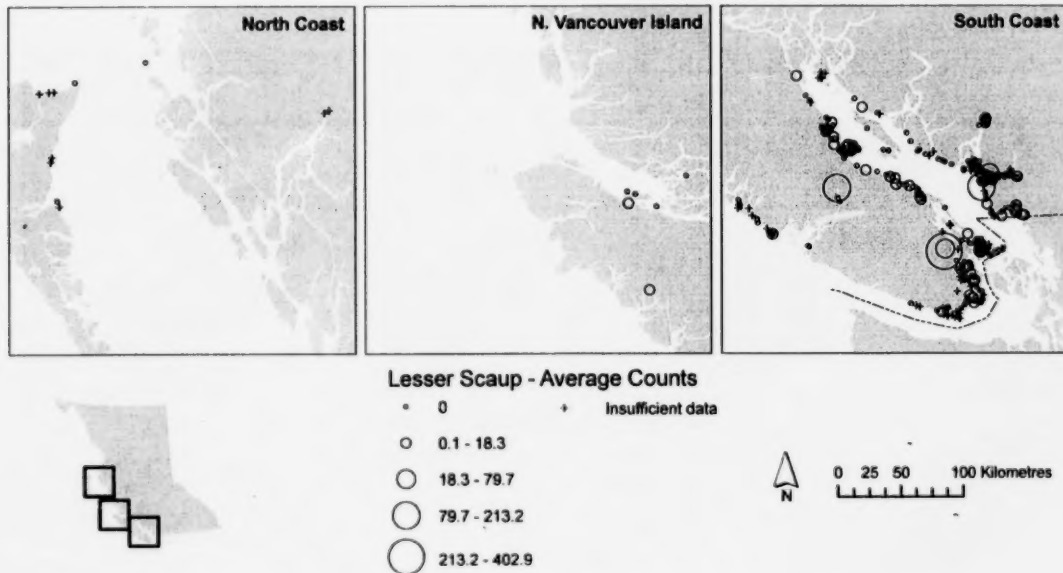 North Coast
N. Vancouver Island
South Coast
Lesser Scaup - Average Counts
0
+ Insufficient data
0.1 - 18.3
18.3 - 79.7
79.7 - 213.2
213.2 - 402.9
N
0 25 50 100 Kilometres